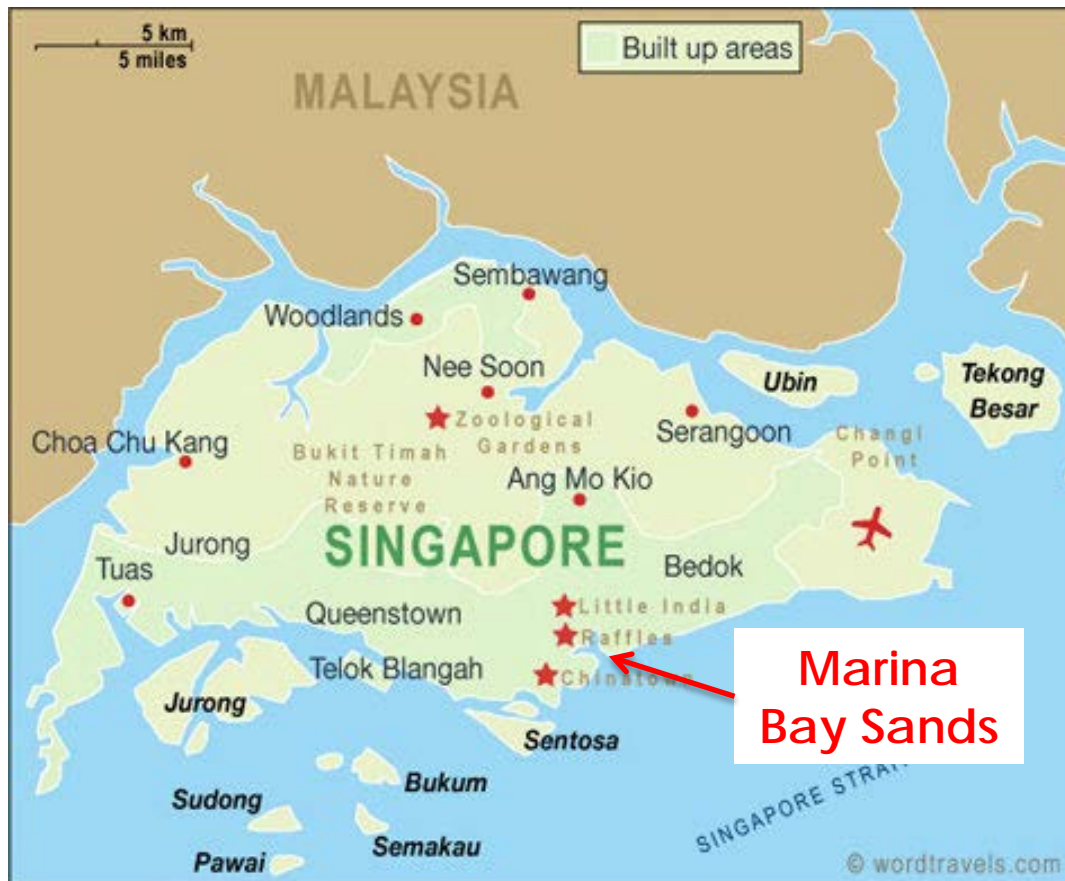 5 km
5 miles
Built up areas
MALAYSIA
Sembawang
Woodlands
Nee Soon
Ubin
Tekong
Besar
Zoological
Gardens
Serangoon
Changi
Point
Choa Chu Kang
Bukit Timah
Nature
Reserve
Ang Mo Kio
SINGAPORE
Jurong
Tuas
Bedok
Queenstown
Little India
Raffles
Telok Blangah
Chinatown
Marina
Bay Sands
Jurong
Sentosa
Bukum
Sudong
Semakau
Pawai
SINGAPORE STRA
© wordtravels.com